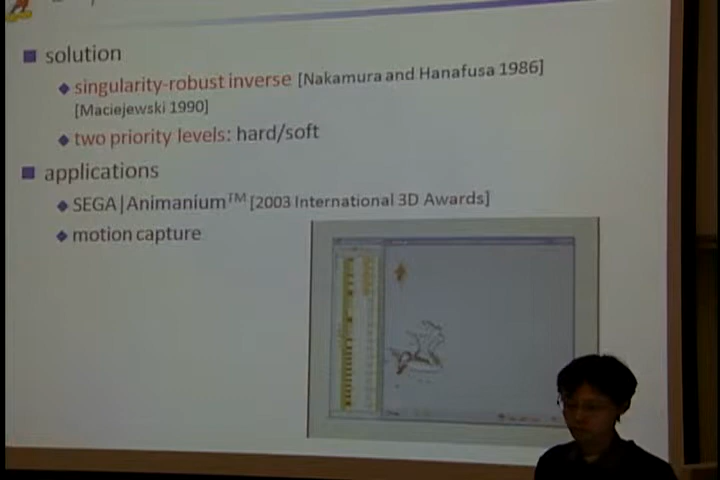 solution
singularity-robust inverse [Nakamura and Hanafusa 1986]
[Maciejewski 1990]
two priority levels: hard/soft
applications
SEGA|Animanium™ [2003 International 3D Awards]
motion capture